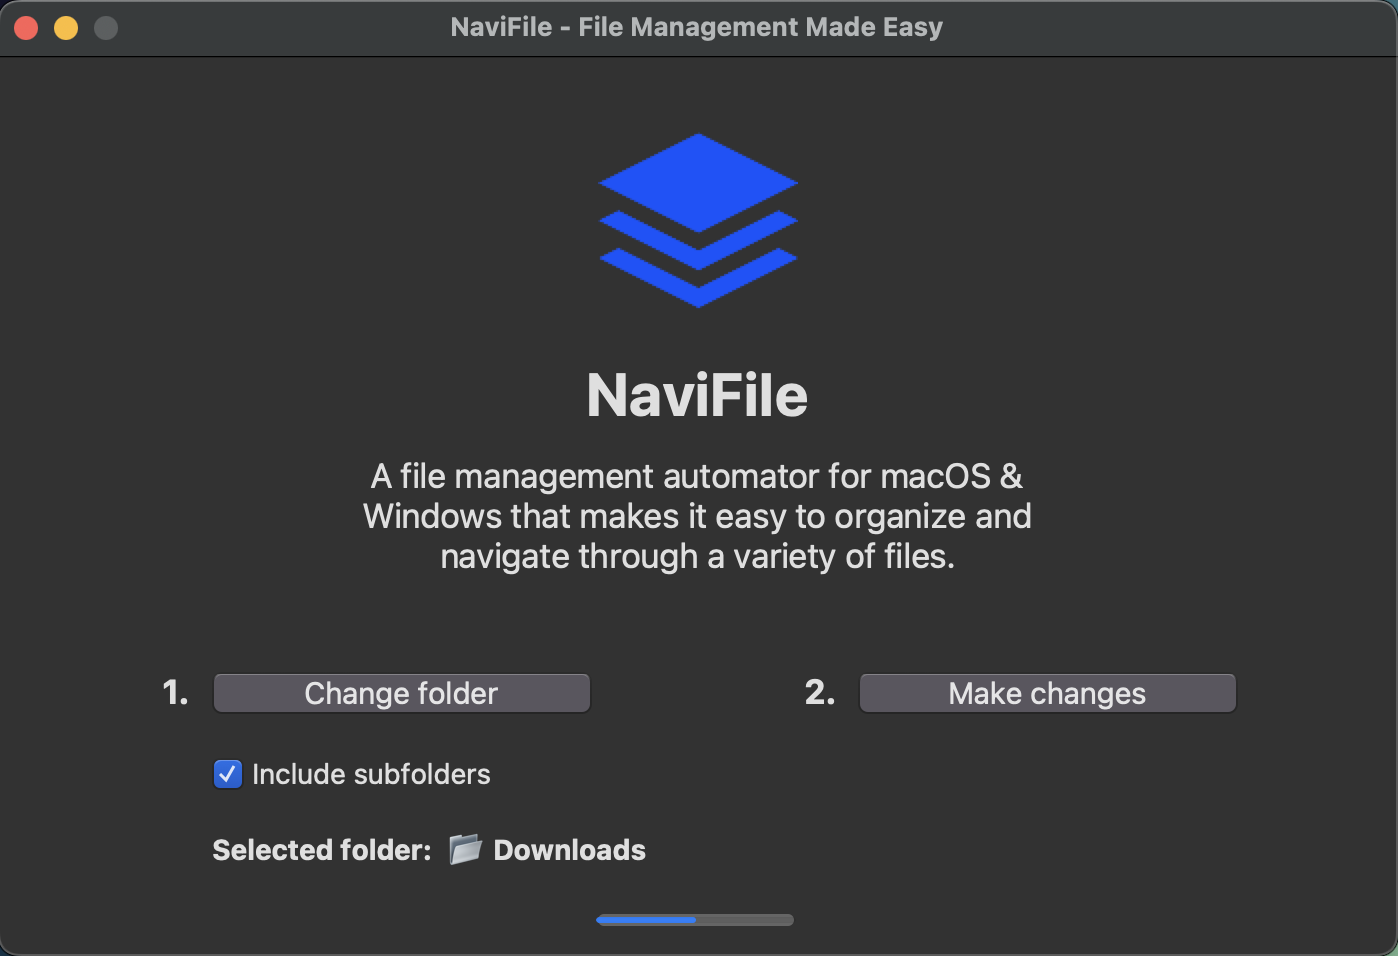 NaviFile - File Management Made Easy
NaviFile
A file management automator for macOS &
Windows that makes it easy to organize and
navigate through a variety of files.
1. Change folder
2. Make changes
Include subfolders
Selected folder: Downloads